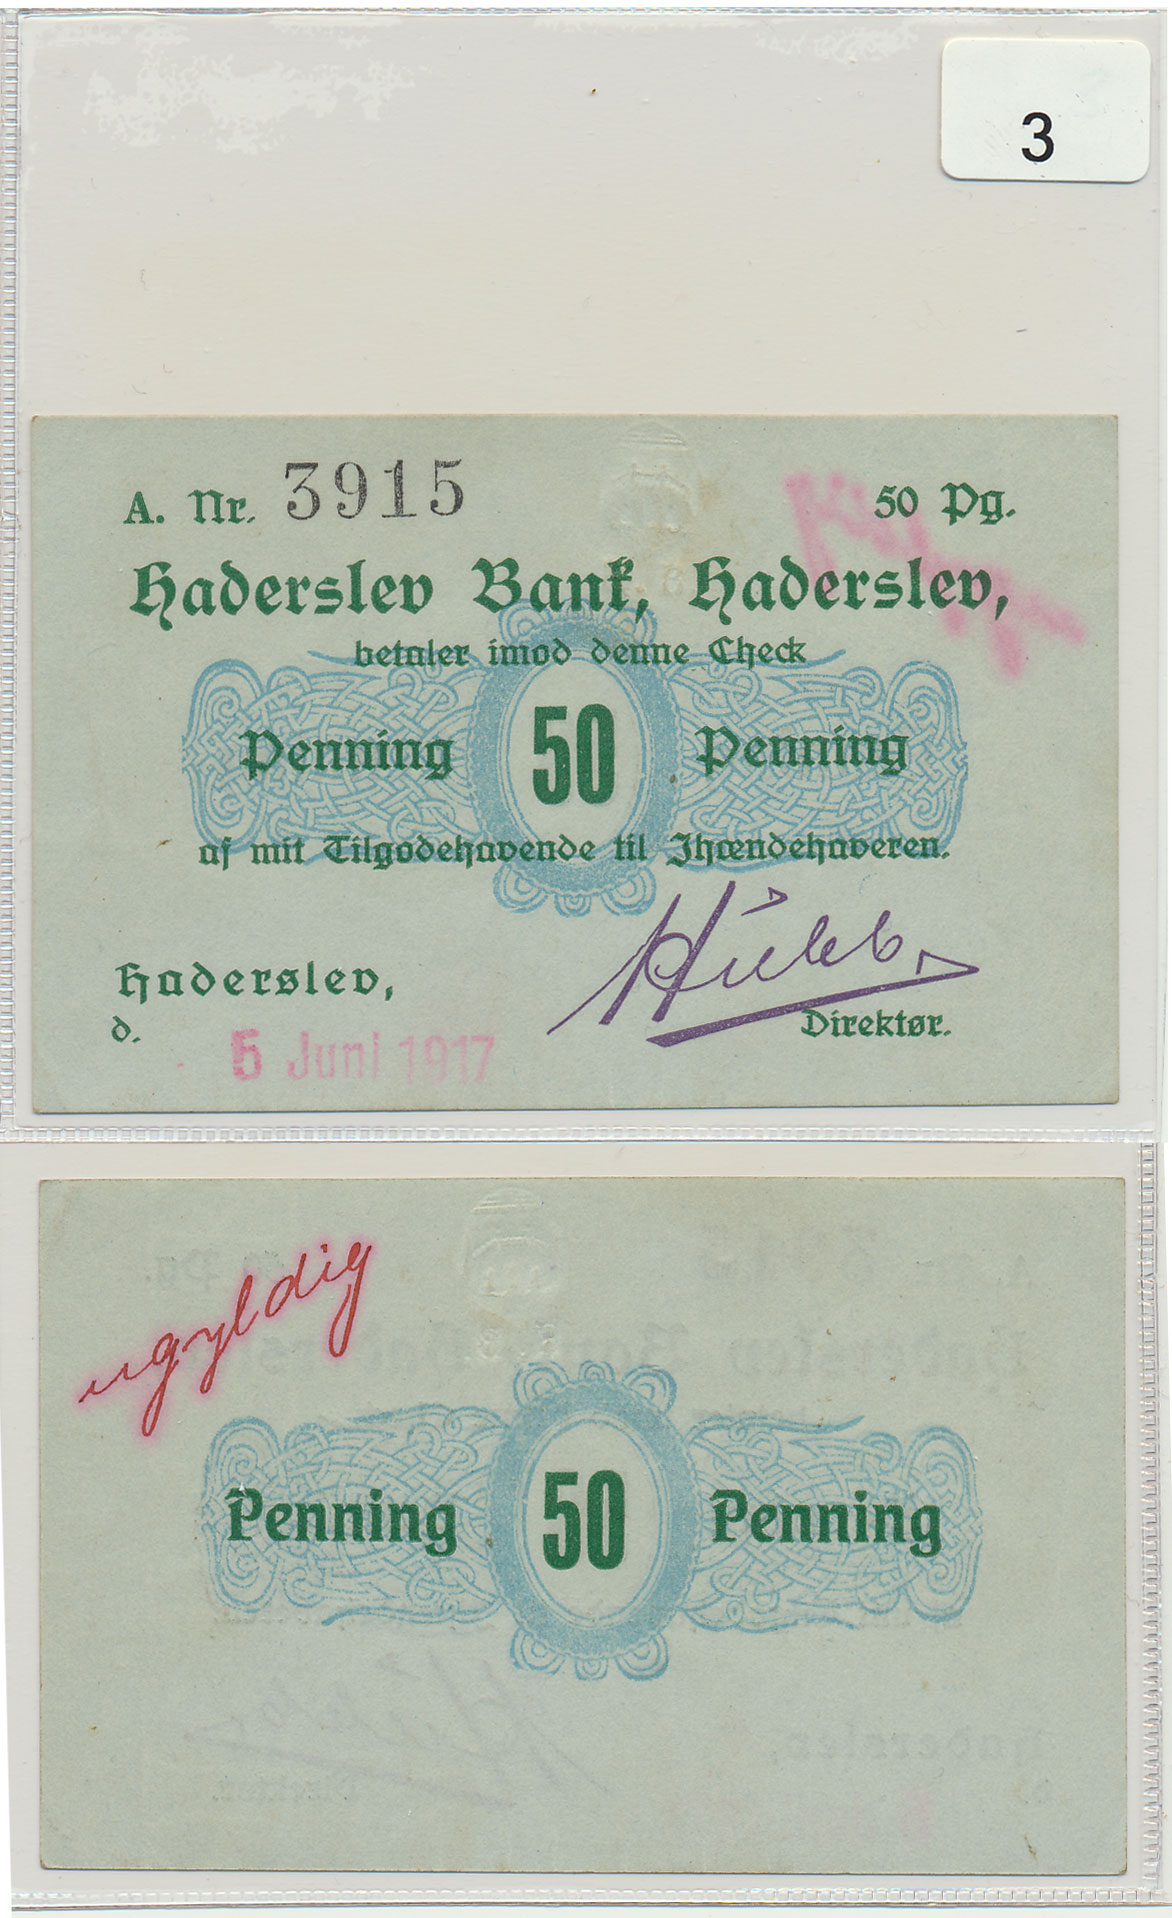 3
A. Nr. 3915 50 Pg.
Haderslev Bank, Haderslev,
betaler imod denne Check
Penning 50 Penning
af mit Tilgodehavende til Ihændehaveren.
Haderslev,
d. 5 Juni 1917
Direktør.
ugyldig
Penning 50 Penning